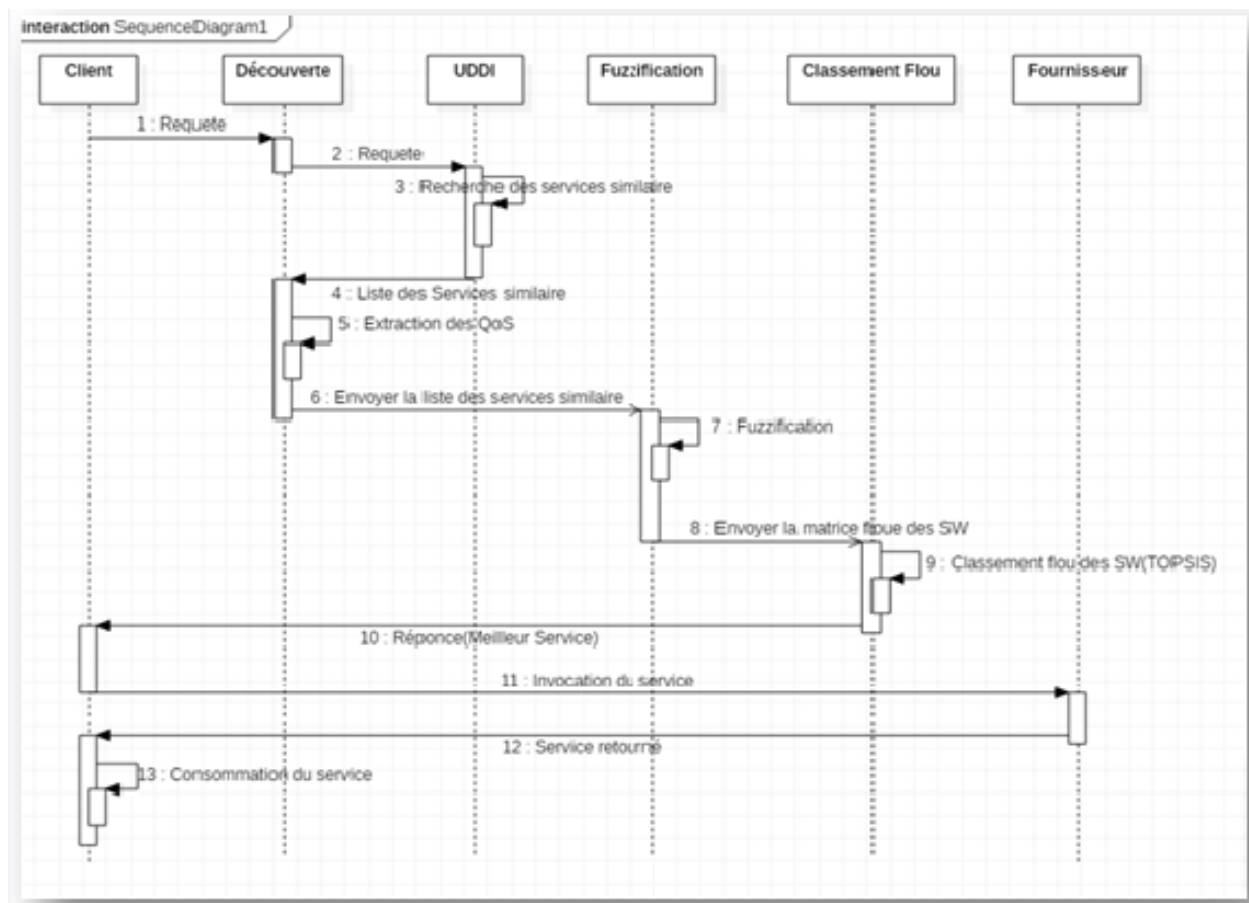 interaction SequenceDiagram1
Client
Découverte
UDDI
Fuzzification
Classement Flou
Fournisseur
1 : Requete
2 : Requete
3 : Recherche des services similaire
4 : Liste des Services similaire
5 : Extraction des QoS
6 : Envoyer la liste des services similaire
7 : Fuzzification
8 : Envoyer la matrice floue des SW
9 : Classement flou des SW(TOPSIS)
10 : Réponce(Meilleur Service)
11 : Invocation du service
12 : Service retourné
13 : Consommation du service